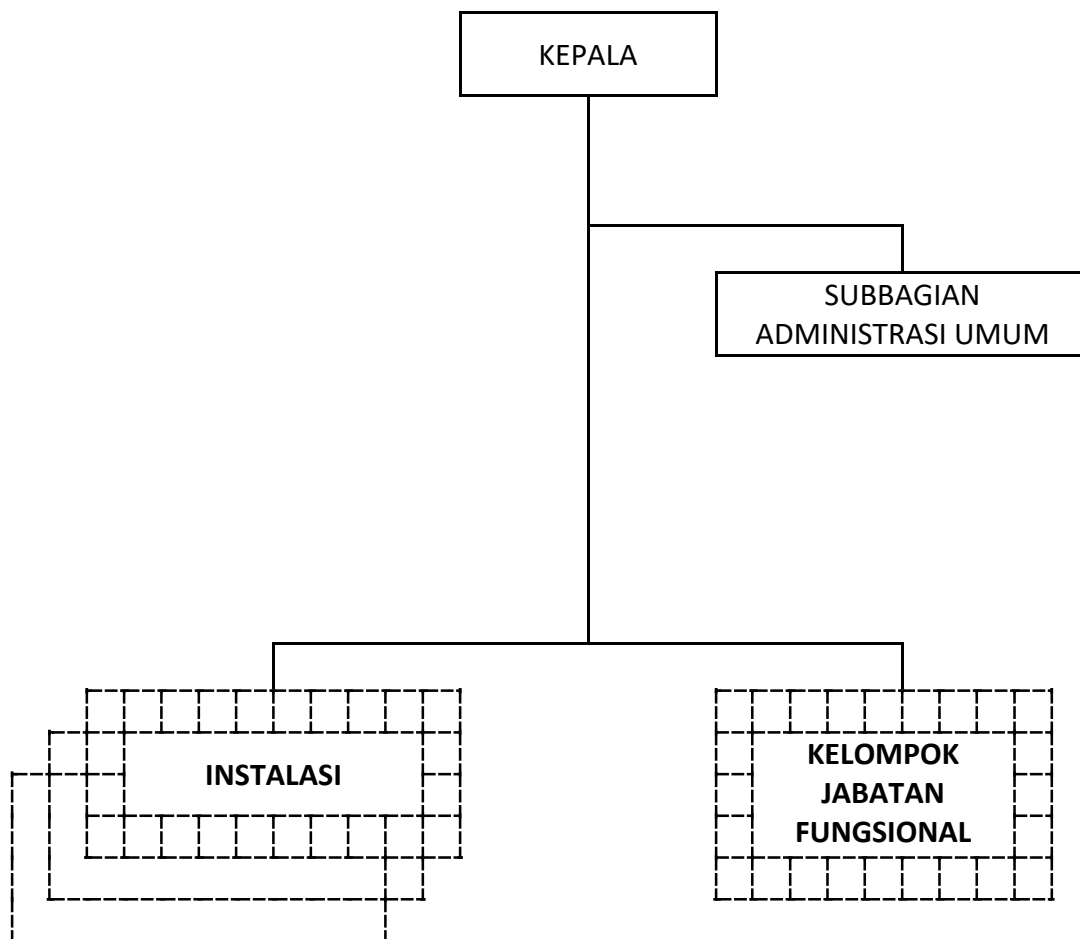 KEPALA
SUBBAGIAN
ADMINISTRASI UMUM
INSTALASI
KELOMPOK
JABATAN
FUNGSIONAL